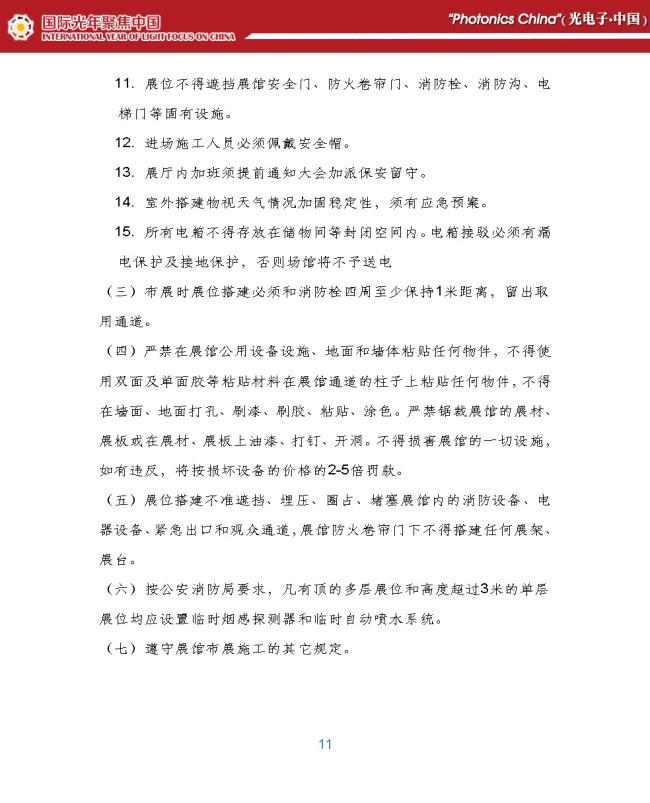 国际光年聚焦中国
INTERNATIONAL YEAR OF LIGHT FOCUS ON CHINA
"Photonics China"(光电子·中国)
11. 展位不得遮挡展馆安全门、防火卷帘门、消防栓、消防沟、电
梯门等固有设施。
12. 进场施工人员必须佩戴安全帽。
13. 展厅内加班须提前通知大会加派保安留守。
14. 室外搭建物视天气情况加固稳定性，须有应急预案。
15. 所有电箱不得存放在储物间等封闭空间内。电箱接驳必须有漏
电保护及接地保护，否则场馆将不予送电
（三）布展时展位搭建必须和消防栓四周至少保持1米距离，留出取
用通道。
（四）严禁在展馆公用设备设施、地面和墙体粘贴任何物件，不得使
用双面及单面胶等粘贴材料在展馆通道的柱子上粘贴任何物件，不得
在墙面、地面打孔、刷漆、刷胶、粘贴、涂色。严禁锯裁展馆的展材、
展板或在展材、展板上油漆、打钉、开洞。不得损害展馆的一切设施，
如有违反，将按损坏设备的价格的2-5倍罚款。
（五）展位搭建不准遮挡、埋压、圈占、堵塞展馆内的消防设备、电
器设备、紧急出口和观众通道，展馆防火卷帘门下不得搭建任何展架、
展台。
（六）按公安消防局要求，凡有顶的多层展位和高度超过3米的单层
展位均应设置临时烟感探测器和临时自动喷水系统。
（七）遵守展馆布展施工的其它规定。
11